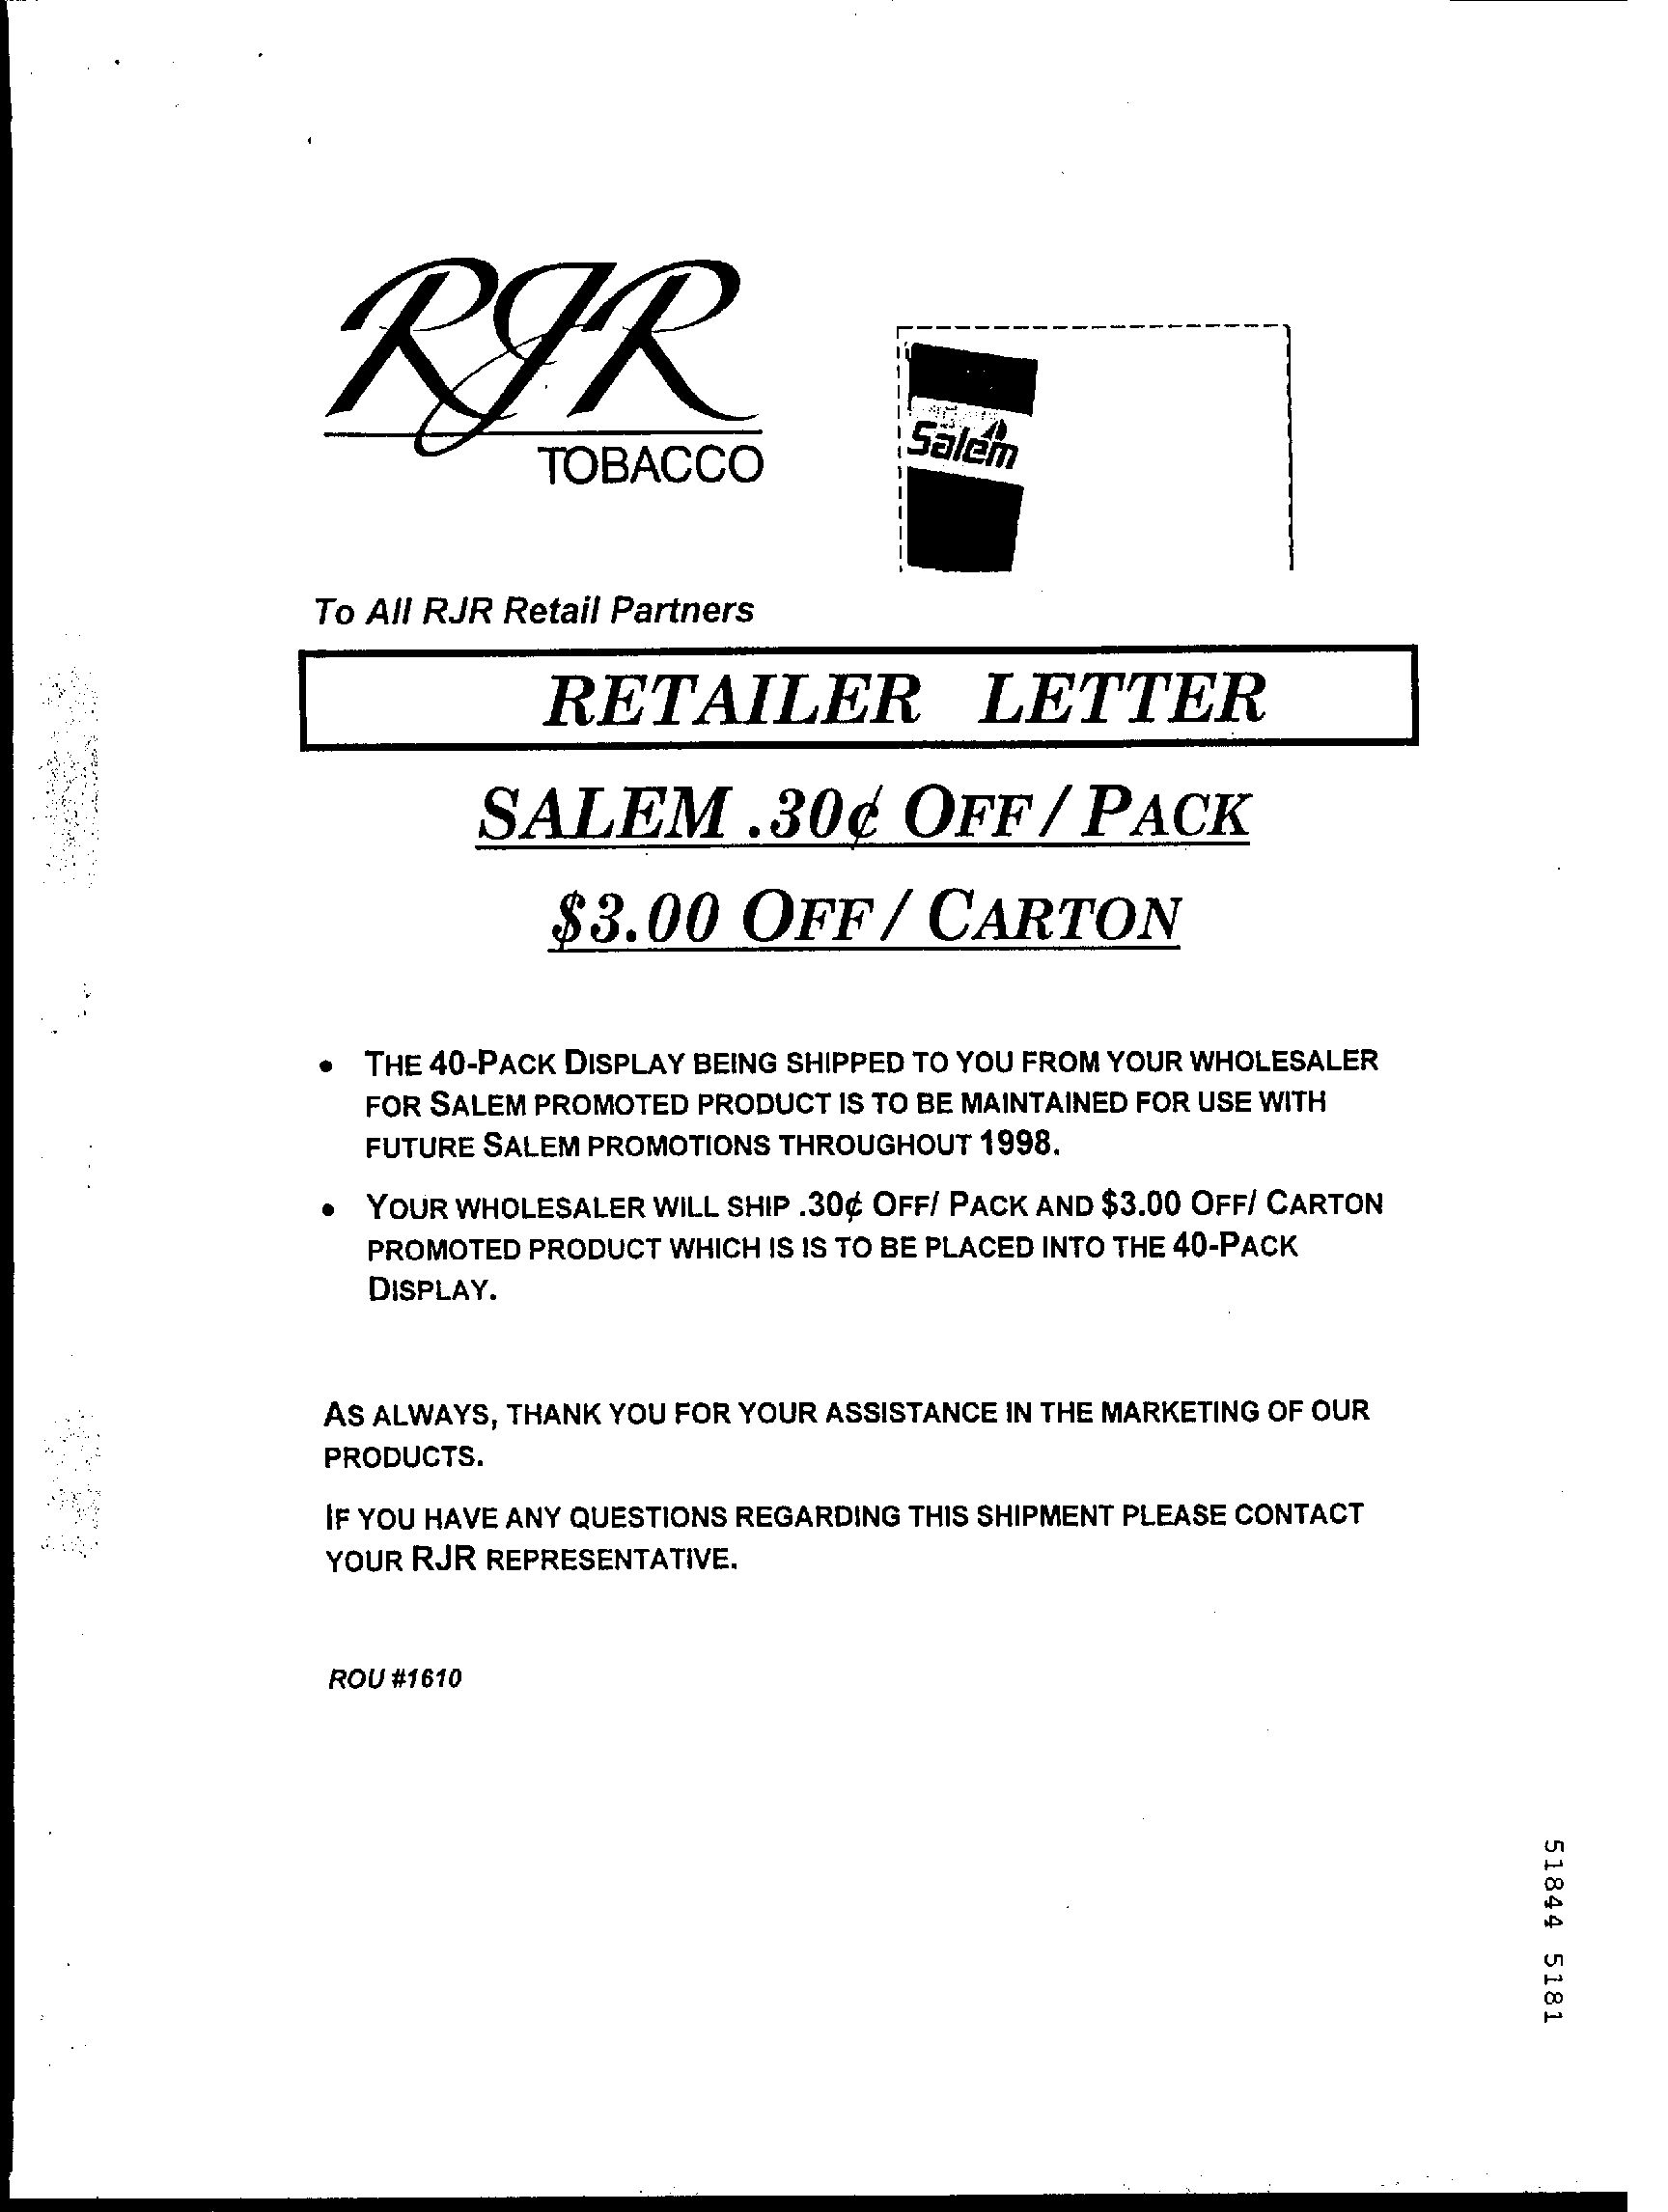 RJR
TOBACCO
Salem
To All RJR Retail Partners
RETAILER LETTER
SALEM .30¢ OFF / PACK
$3.00 OFF / CARTON
• THE 40-PACK DISPLAY BEING SHIPPED TO YOU FROM YOUR WHOLESALER
FOR SALEM PROMOTED PRODUCT IS TO BE MAINTAINED FOR USE WITH
FUTURE SALEM PROMOTIONS THROUGHOUT 1998.
• YOUR WHOLESALER WILL SHIP .30¢ OFF/ PACK AND $3.00 OFF/ CARTON
PROMOTED PRODUCT WHICH IS IS TO BE PLACED INTO THE 40-PACK
DISPLAY.
AS ALWAYS, THANK YOU FOR YOUR ASSISTANCE IN THE MARKETING OF OUR
PRODUCTS.
IF YOU HAVE ANY QUESTIONS REGARDING THIS SHIPMENT PLEASE CONTACT
YOUR RJR REPRESENTATIVE.
ROU #1610
51844 5181